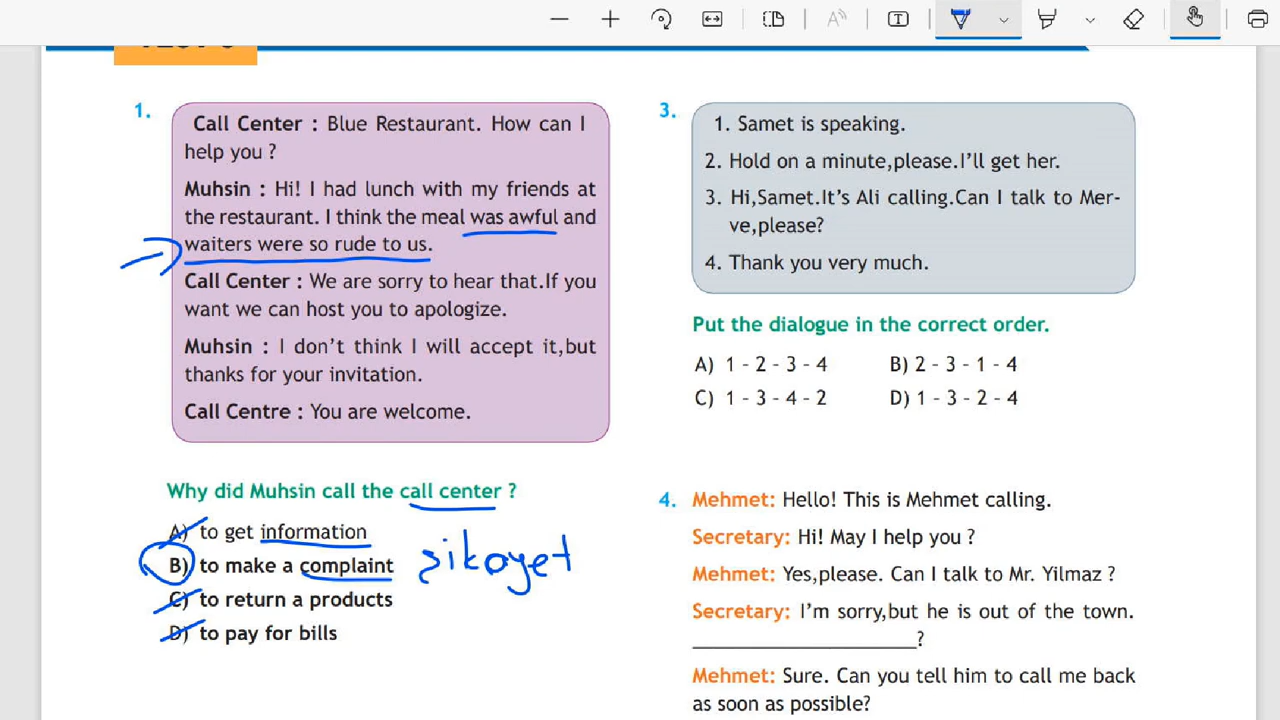 1.
Call Center : Blue Restaurant. How can I
help you ?
Muhsin : Hi! I had lunch with my friends at
the restaurant. I think the meal was awful and
waiters were so rude to us.
Call Center : We are sorry to hear that.If you
want we can host you to apologize.
Muhsin : I don't think I will accept it,but
thanks for your invitation.
Call Centre : You are welcome.
Why did Muhsin call the call center ?
A) to get information
B) to make a complaint
şikayet
C) to return a products
D) to pay for bills
3.
1. Samet is speaking.
2. Hold on a minute,please.I'll get her.
3. Hi,Samet.It's Ali calling.Can I talk to Mer-
ve,please?
4. Thank you very much.
Put the dialogue in the correct order.
A) 1 - 2 - 3 - 4 B) 2 - 3 - 1 - 4
C) 1 - 3 - 4 - 2 D) 1 - 3 - 2 - 4
4. Mehmet: Hello! This is Mehmet calling.
Secretary: Hi! May I help you ?
Mehmet: Yes,please. Can I talk to Mr. Yilmaz ?
Secretary: I'm sorry,but he is out of the town.
____________________?
Mehmet: Sure. Can you tell him to call me back
as soon as possible?